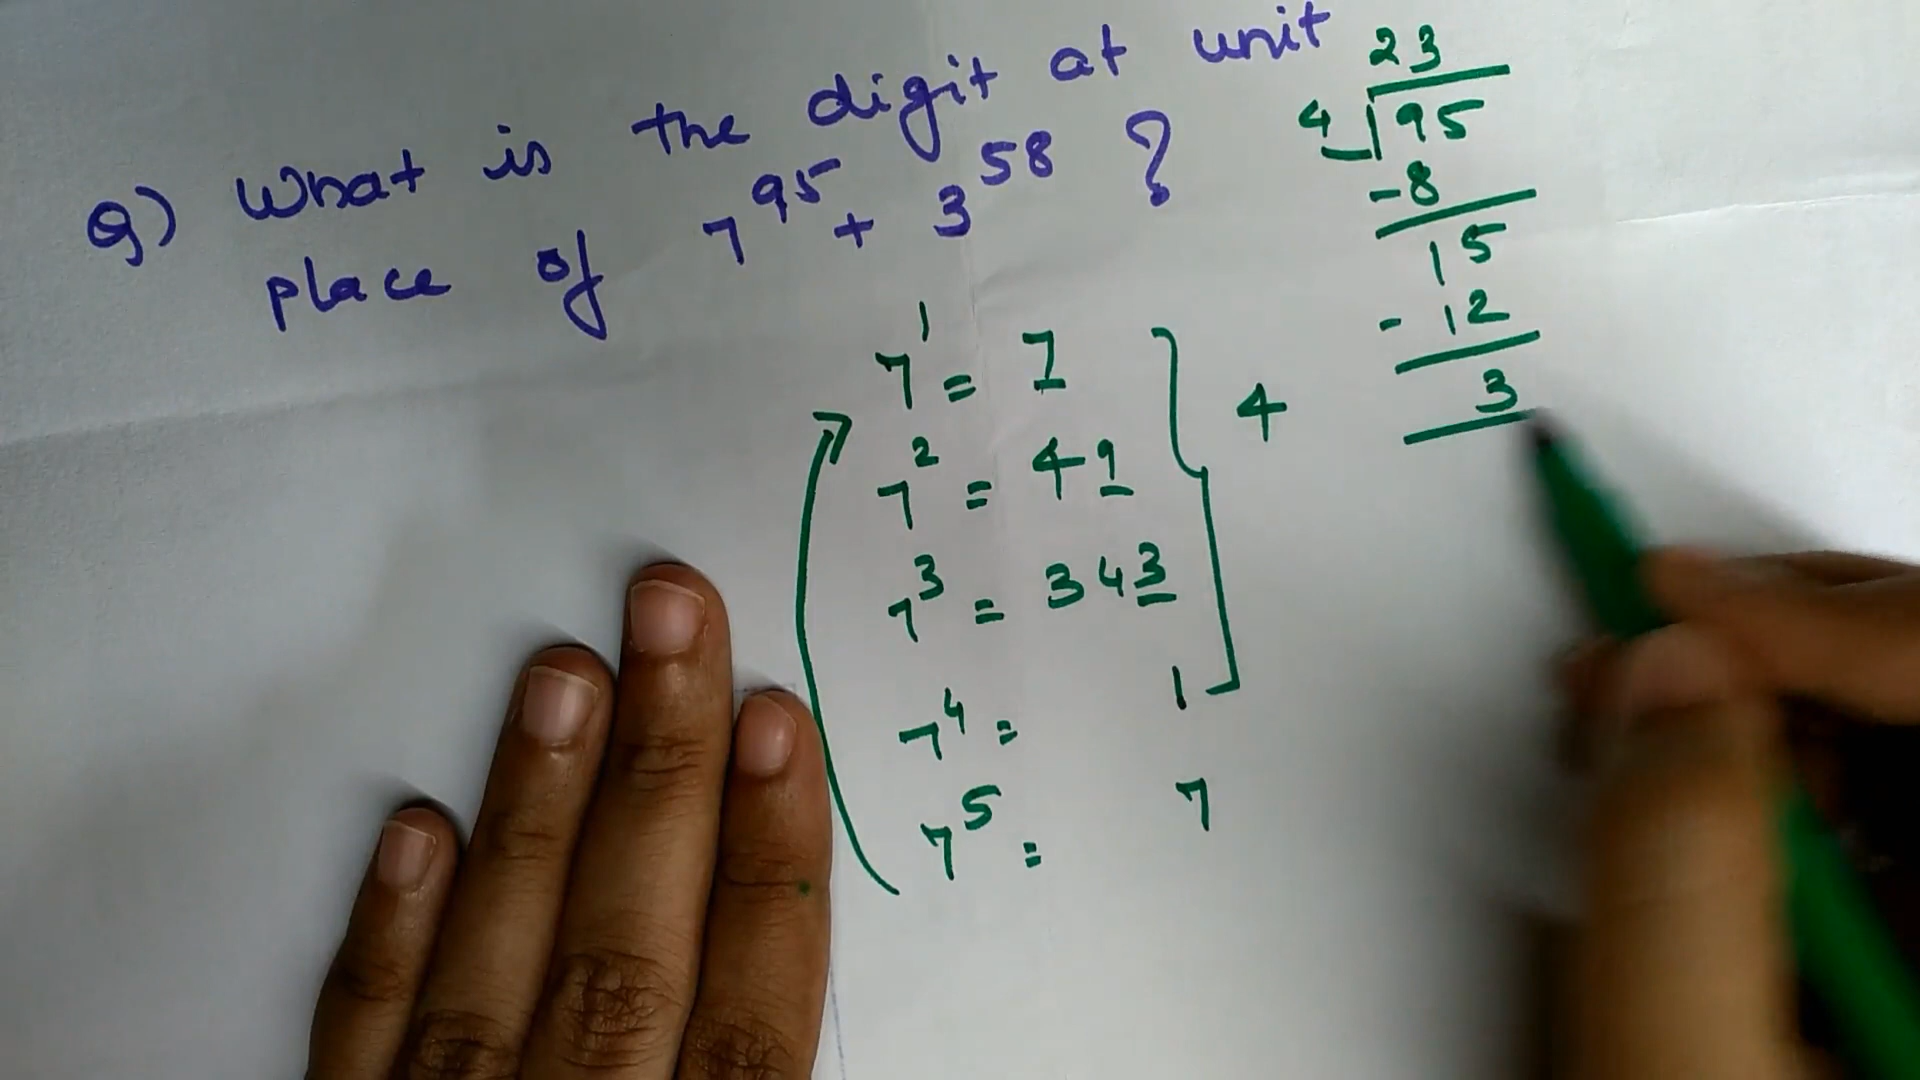 Q) What is the digit at unit
place of 7^95 + 3^58 ?
7^1 = 7
7^2 = 49
7^3 = 343
7^4 = 1
7^5 = 7
4
23
4 95
-8
15
- 12
3